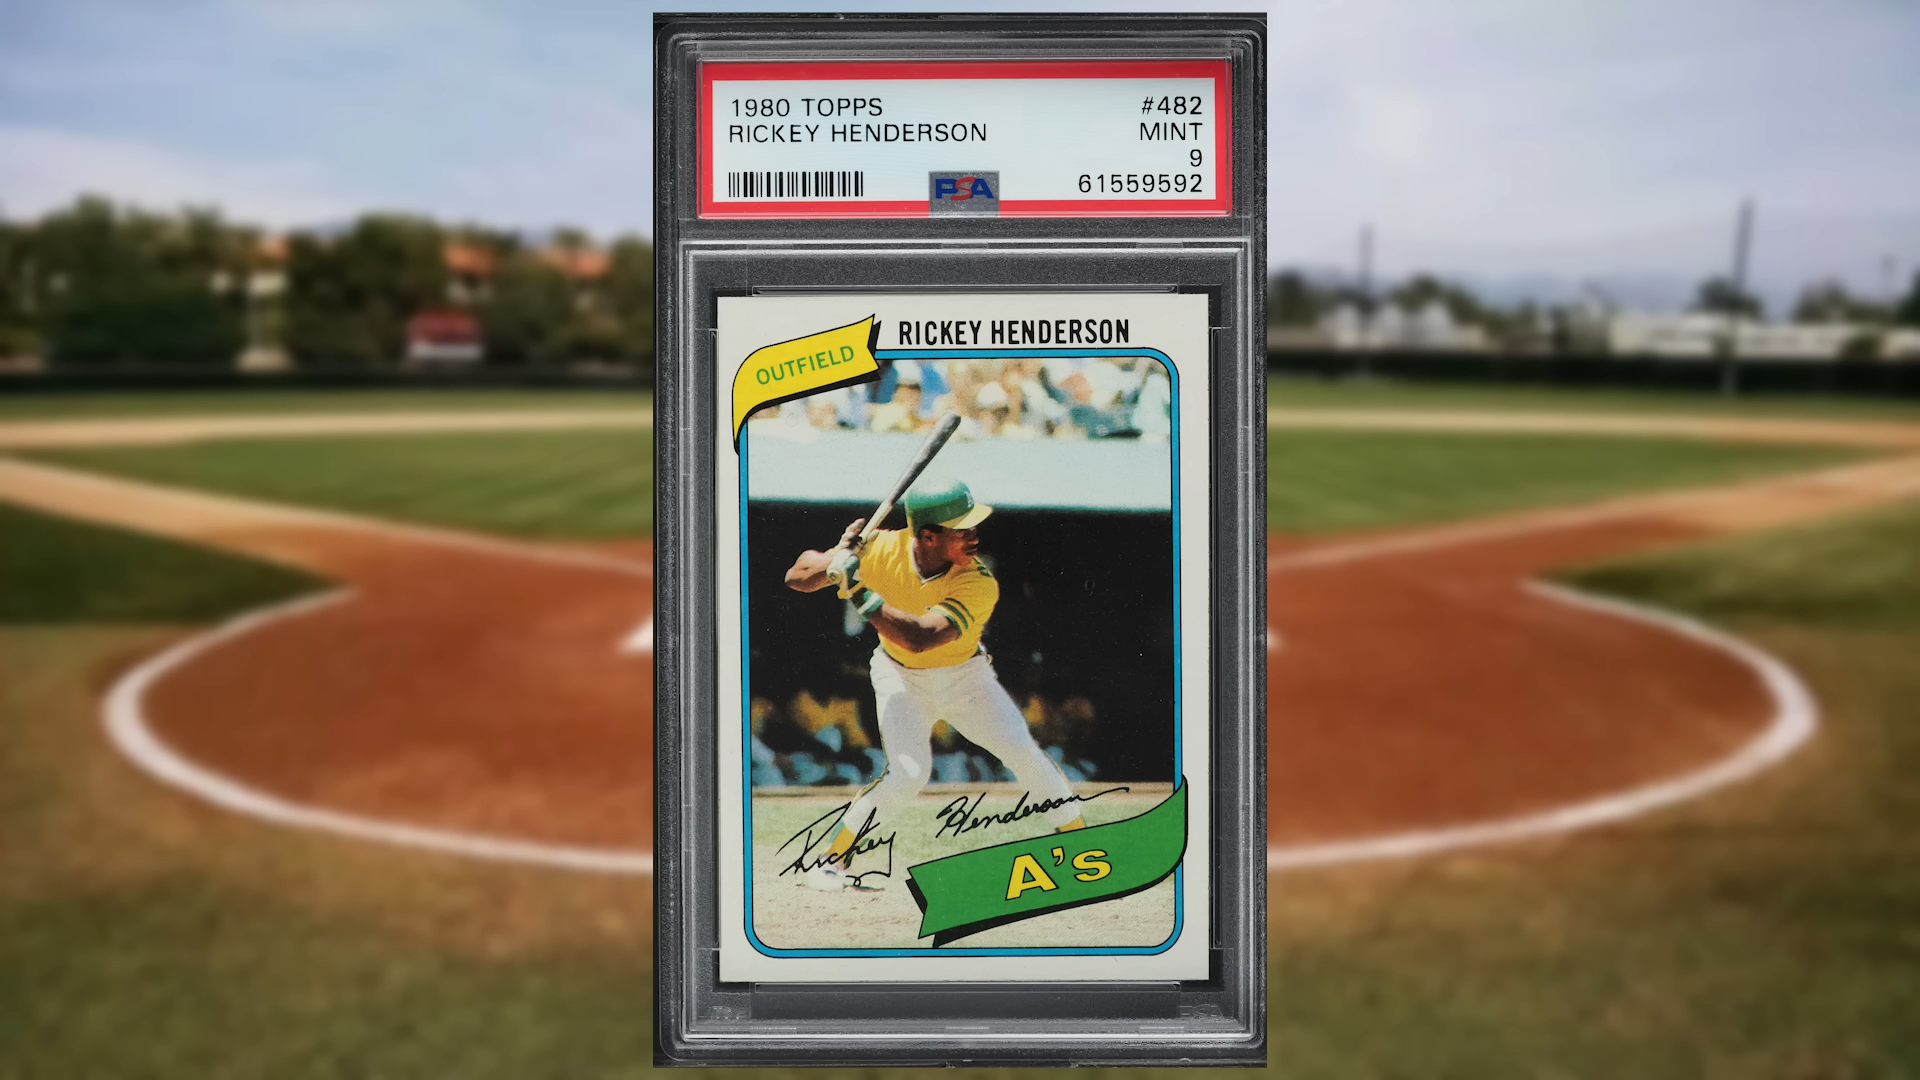 1980 TOPPS #482
RICKEY HENDERSON MINT
9
PSA 61559592
RICKEY HENDERSON
OUTFIELD
Rickey Henderson
A's